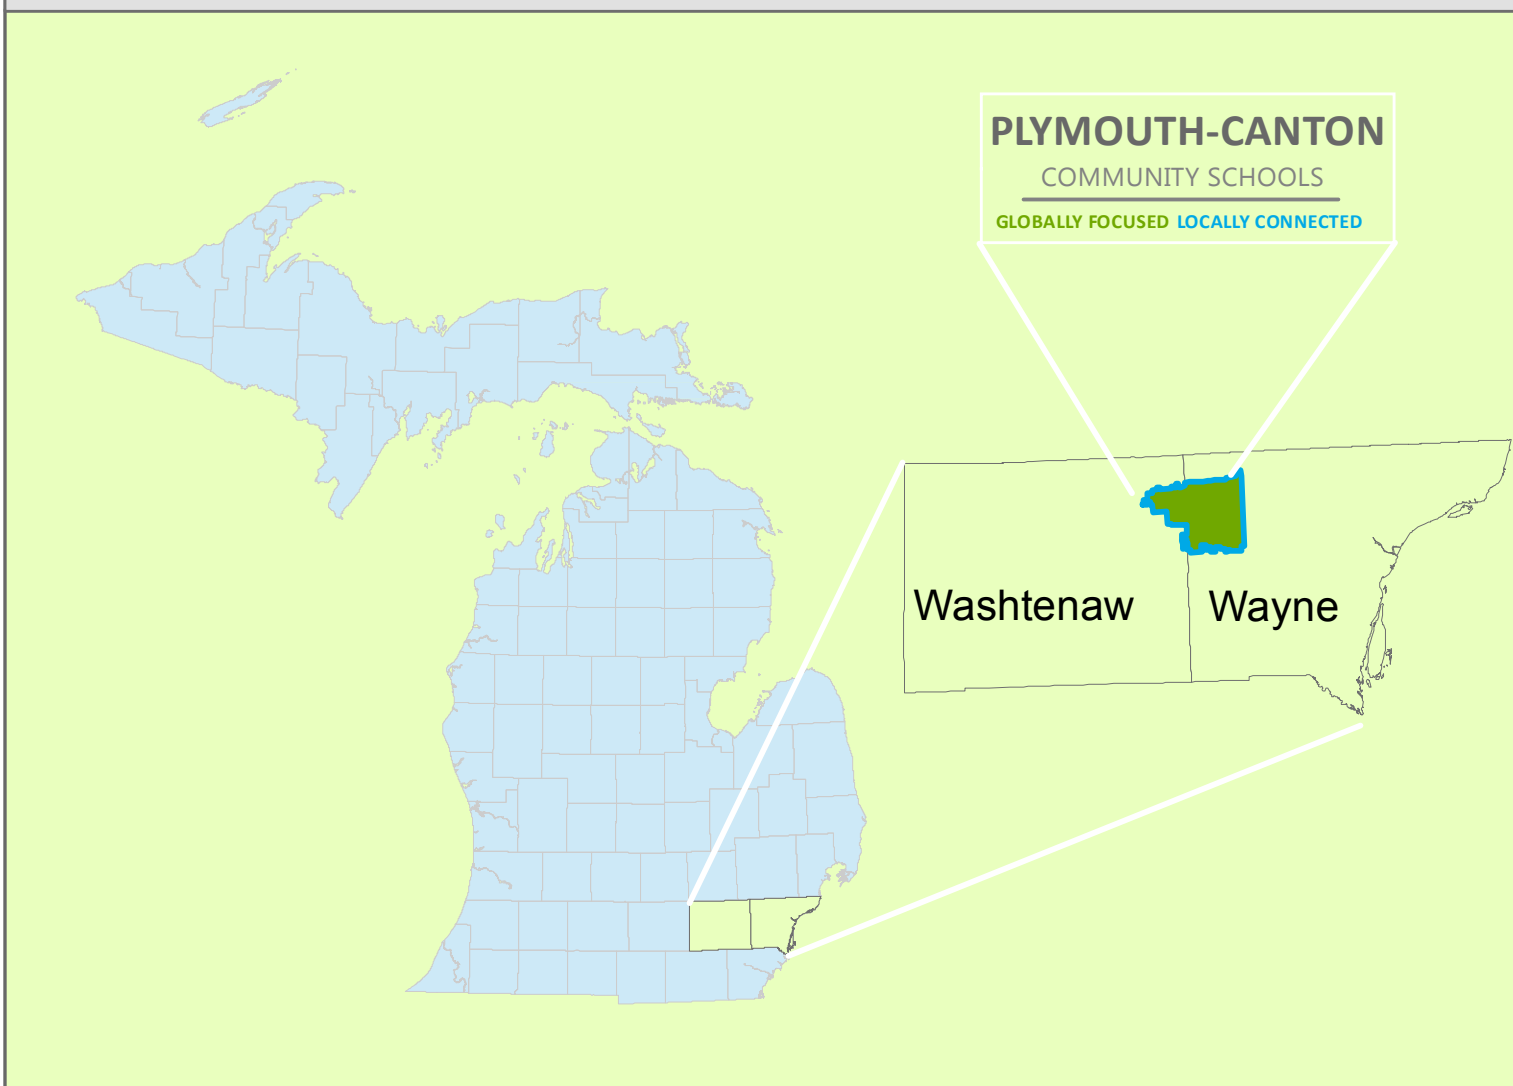 PLYMOUTH-CANTON
COMMUNITY SCHOOLS
GLOBALLY FOCUSED LOCALLY CONNECTED
Washtenaw
Wayne